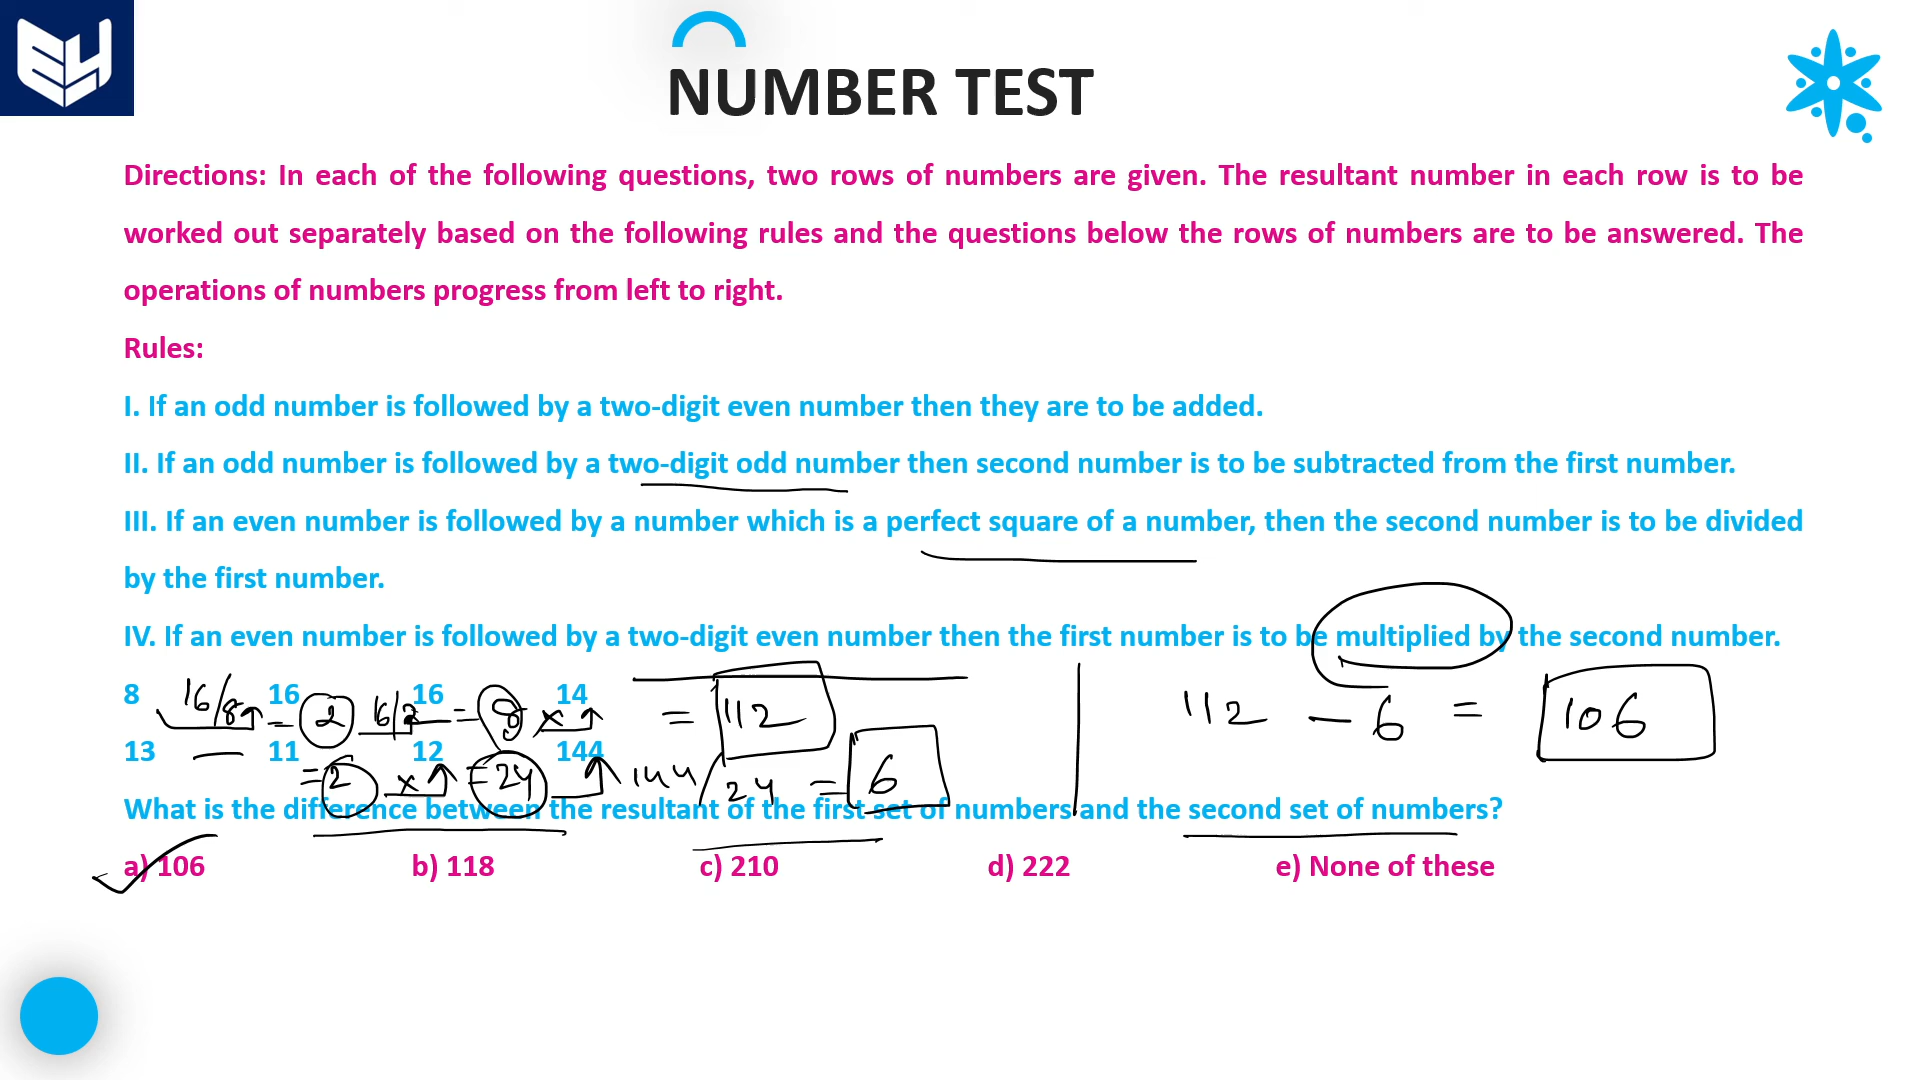 NUMBER TEST
Directions: In each of the following questions, two rows of numbers are given. The resultant number in each row is to be
worked out separately based on the following rules and the questions below the rows of numbers are to be answered. The
operations of numbers progress from left to right.
Rules:
I. If an odd number is followed by a two-digit even number then they are to be added.
II. If an odd number is followed by a two-digit odd number then second number is to be subtracted from the first number.
III. If an even number is followed by a number which is a perfect square of a number, then the second number is to be divided
by the first number.
IV. If an even number is followed by a two-digit even number then the first number is to be multiplied by the second number.
8 16/8 16 16 14
= 2 16/2 = 8 × = 112 112 - 6 = 106
13 11 12 144
= 2 × = 24 144/24 = 6
What is the difference between the resultant of the first set of numbers and the second set of numbers?
a) 106 b) 118 c) 210 d) 222 e) None of these